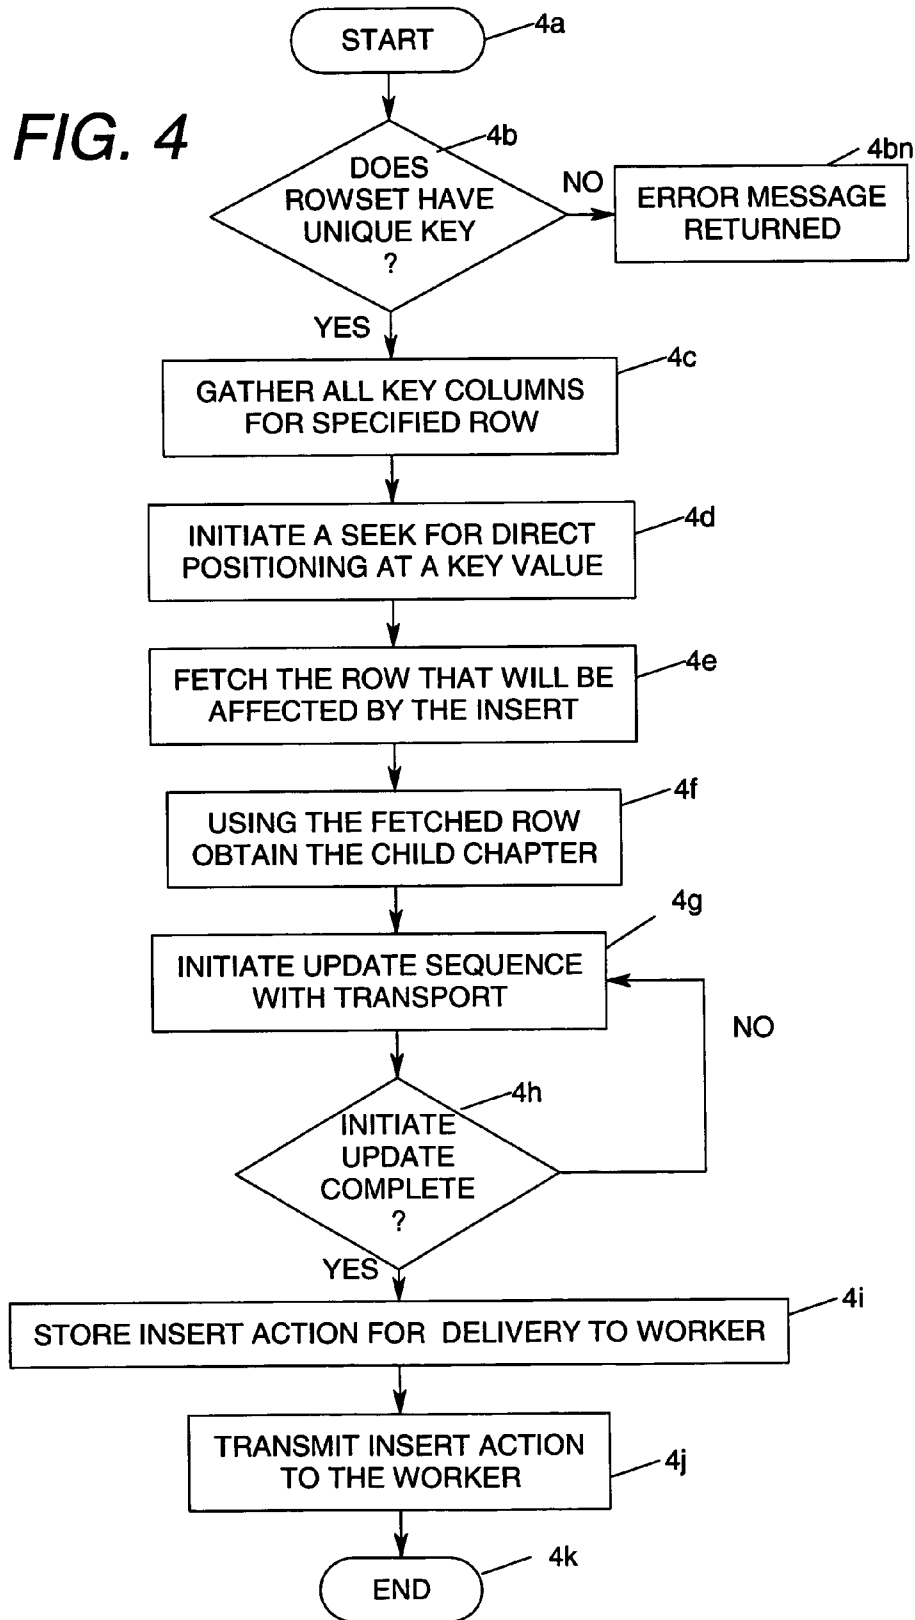 START
4a
FIG. 4
4b
DOES
ROWSET HAVE
UNIQUE KEY
?
NO
4bn
ERROR MESSAGE
RETURNED
YES
4c
GATHER ALL KEY COLUMNS
FOR SPECIFIED ROW
4d
INITIATE A SEEK FOR DIRECT
POSITIONING AT A KEY VALUE
4e
FETCH THE ROW THAT WILL BE
AFFECTED BY THE INSERT
4f
USING THE FETCHED ROW
OBTAIN THE CHILD CHAPTER
4g
INITIATE UPDATE SEQUENCE
WITH TRANSPORT
NO
4h
INITIATE
UPDATE
COMPLETE
?
YES
4i
STORE INSERT ACTION FOR DELIVERY TO WORKER
TRANSMIT INSERT ACTION
TO THE WORKER
4j
4k
END